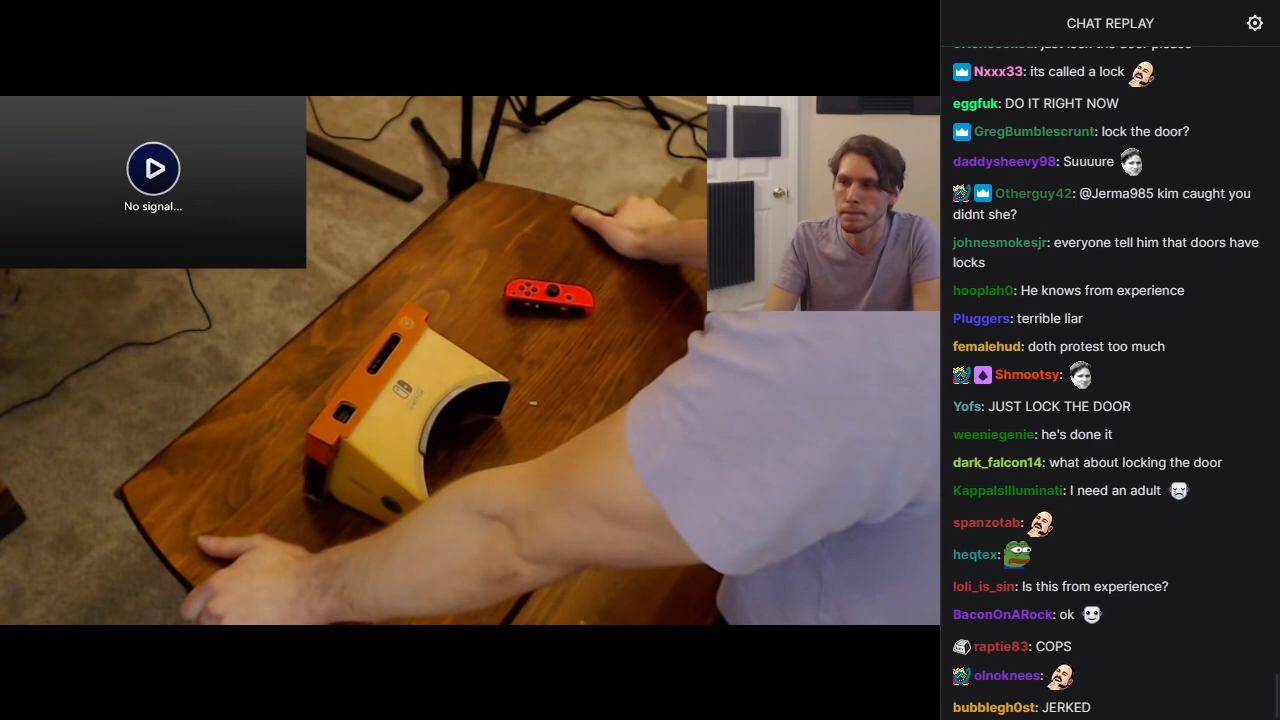 CHAT REPLAY
Nxxx33: its called a lock
eggfuk: DO IT RIGHT NOW
GregBumblescrunt: lock the door?
daddysheevy98: Suuuure
Otherguy42: @Jerma985 kim caught you
didnt she?
johnesmokesjr: everyone tell him that doors have
locks
hooplah0: He knows from experience
Pluggers: terrible liar
femalehud: doth protest too much
Shmootsy:
Yofs: JUST LOCK THE DOOR
weeniegenie: he's done it
dark_falcon14: what about locking the door
KappaIsIlluminati: I need an adult
spanzotab:
heqtex:
loli_is_sin: Is this from experience?
BaconOnARock: ok
raptie83: COPS
olnoknees:
bubblegh0st: JERKED
No signal...